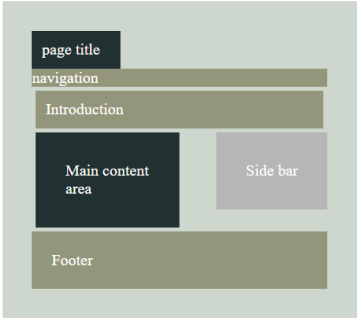 page title
navigation
Introduction
Main content
area
Side bar
Footer